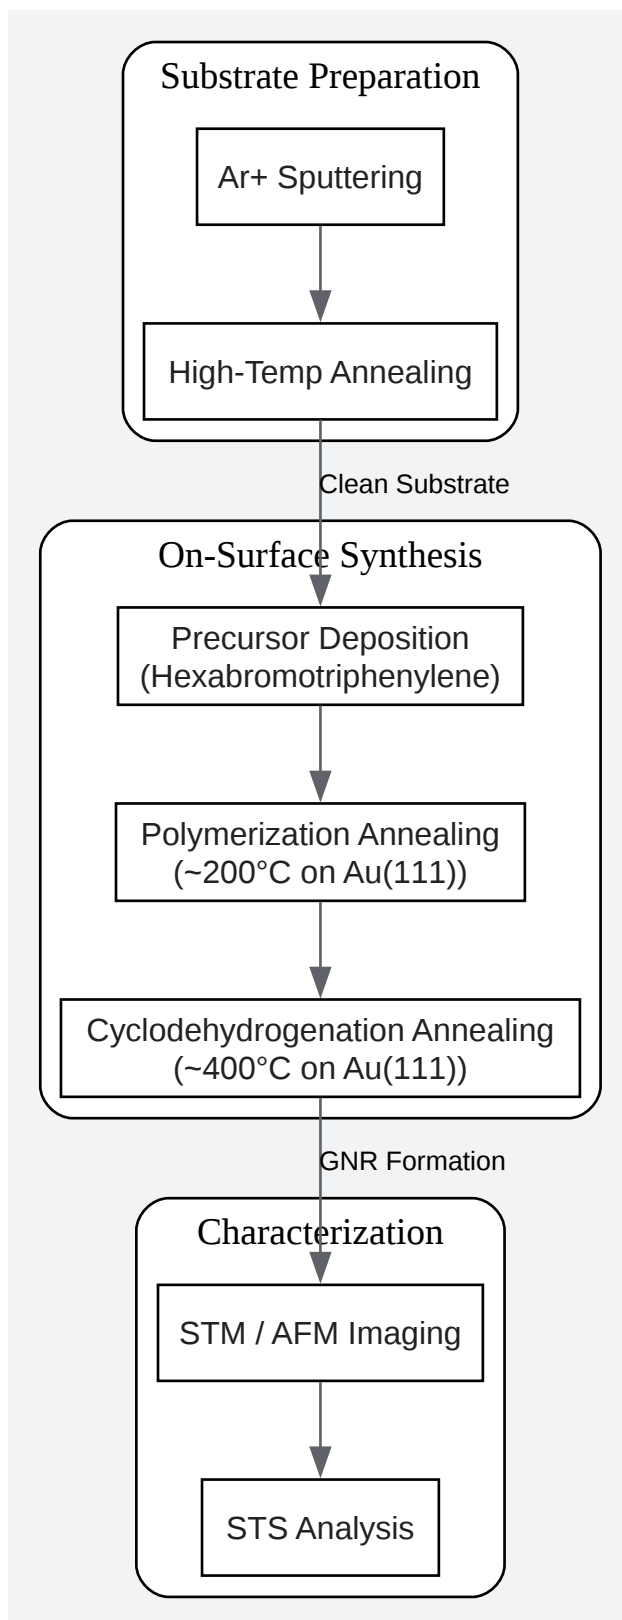 Substrate Preparation
Ar+ Sputtering
High-Temp Annealing
Clean Substrate
On-Surface Synthesis
Precursor Deposition
(Hexabromotriphenylene)
Polymerization Annealing
(~200°C on Au(111))
Cyclodehydrogenation Annealing
(~400°C on Au(111))
GNR Formation
Characterization
STM / AFM Imaging
STS Analysis